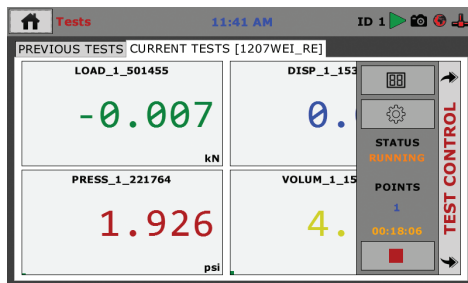 Tests
11:41 AM
ID 1
PREVIOUS TESTS
CURRENT TESTS [1207WEI_RE]
LOAD_1_501455
-0.007
kN
DISP_1_153
0.
PRESS_1_221764
1.926
psi
VOLUM_1_15
4.
STATUS
RUNNING
POINTS
1
00:18:06
TEST CONTROL